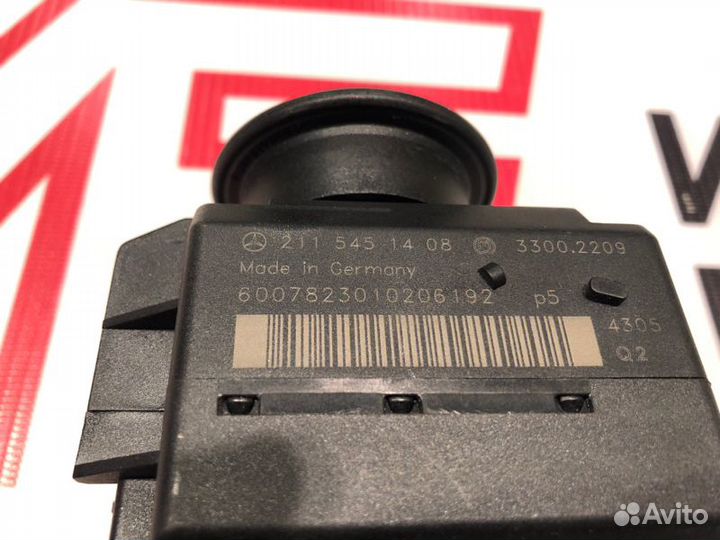 211 545 14 08 3300.2209
Made in Germany
6007823010206192 p5
4305
Q2
Avito